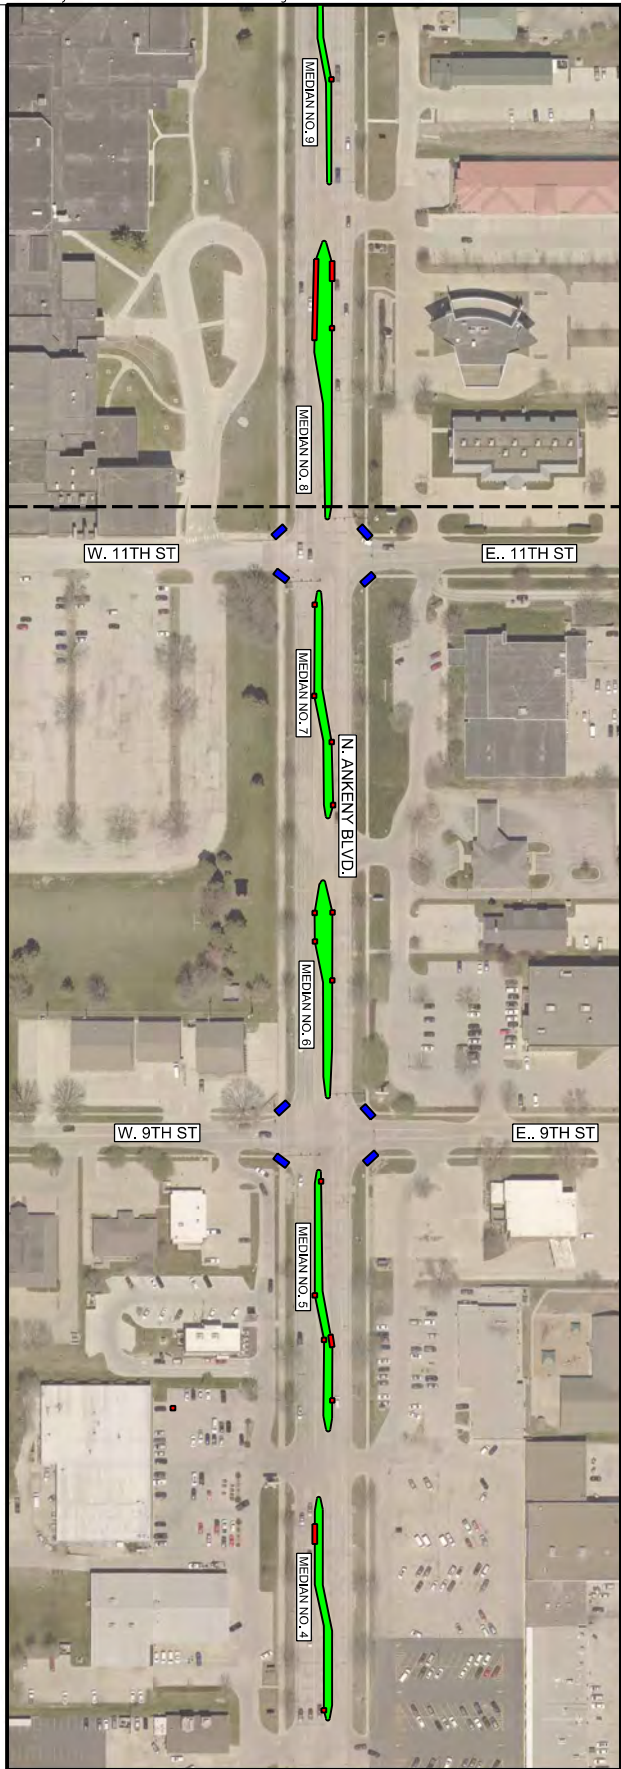 MEDIAN NO. 9
MEDIAN NO. 8
W. 11TH ST
E.. 11TH ST
MEDIAN NO. 7
N. ANKENY BLVD.
MEDIAN NO. 6
W. 9TH ST
E.. 9TH ST
MEDIAN NO. 5
MEDIAN NO. 4